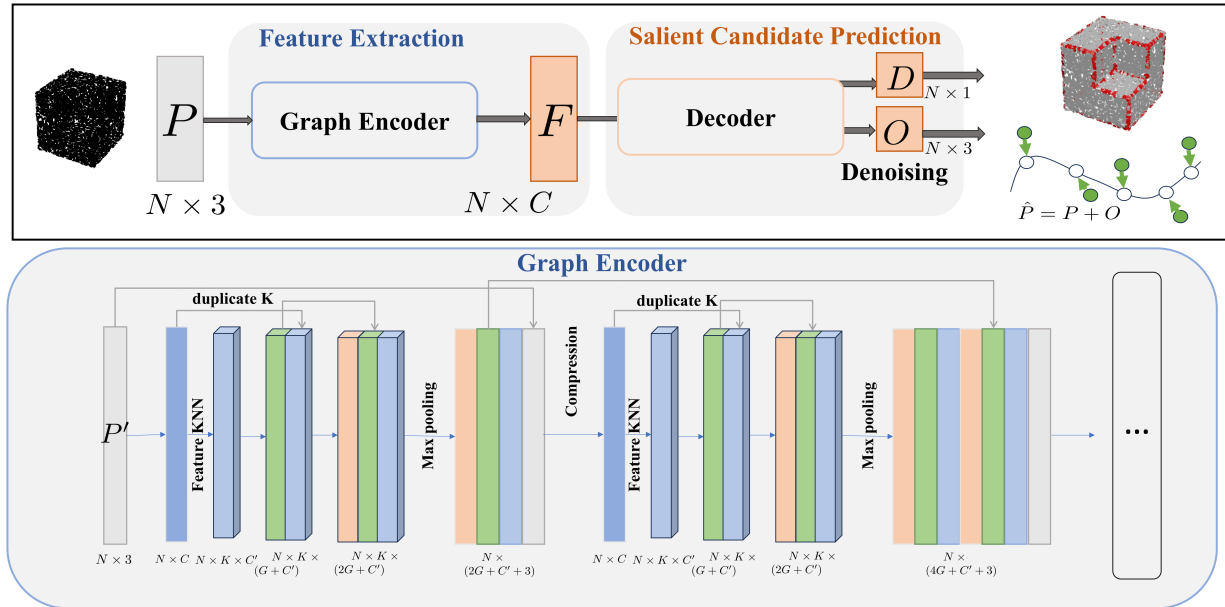 Feature Extraction
Salient Candidate Prediction
P
Graph Encoder
F
Decoder
D
N × 1
O
N × 3
Denoising
N × 3
N × C
P̂ = P + O
Graph Encoder
duplicate K
duplicate K
P′
Feature KNN
Max pooling
Compression
Feature KNN
Max pooling
...
N × 3
N × C
N × K × C′
N × K ×
(G + C′)
N × K ×
(2G + C′)
N ×
(2G + C′ + 3)
N × C
N × K × C′
N × K ×
(G + C′)
N × K ×
(2G + C′)
N ×
(4G + C′ + 3)